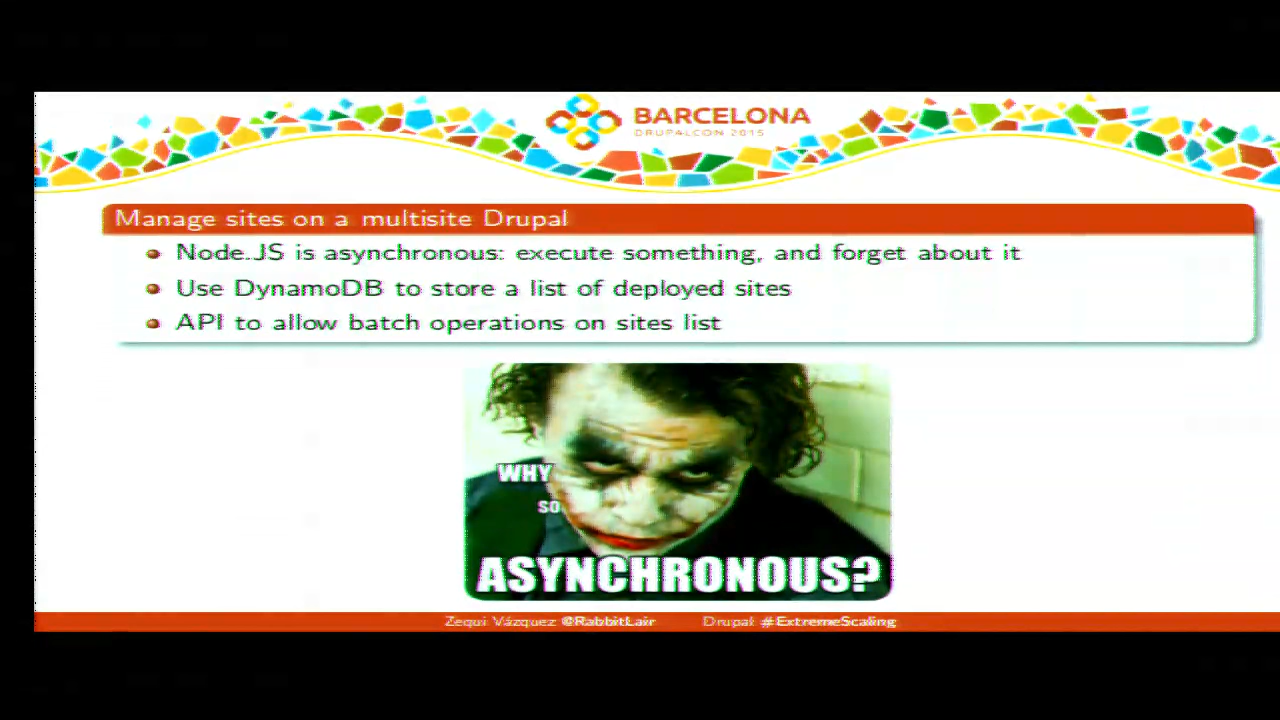 BARCELONA
DRUPALCON 2015
Manage sites on a multisite Drupal
Node.JS is asynchronous: execute something, and forget about it
Use DynamoDB to store a list of deployed sites
API to allow batch operations on sites list
WHY
SO
ASYNCHRONOUS?
Zequi Vázquez @RabbitLair Drupal #ExtremeScaling